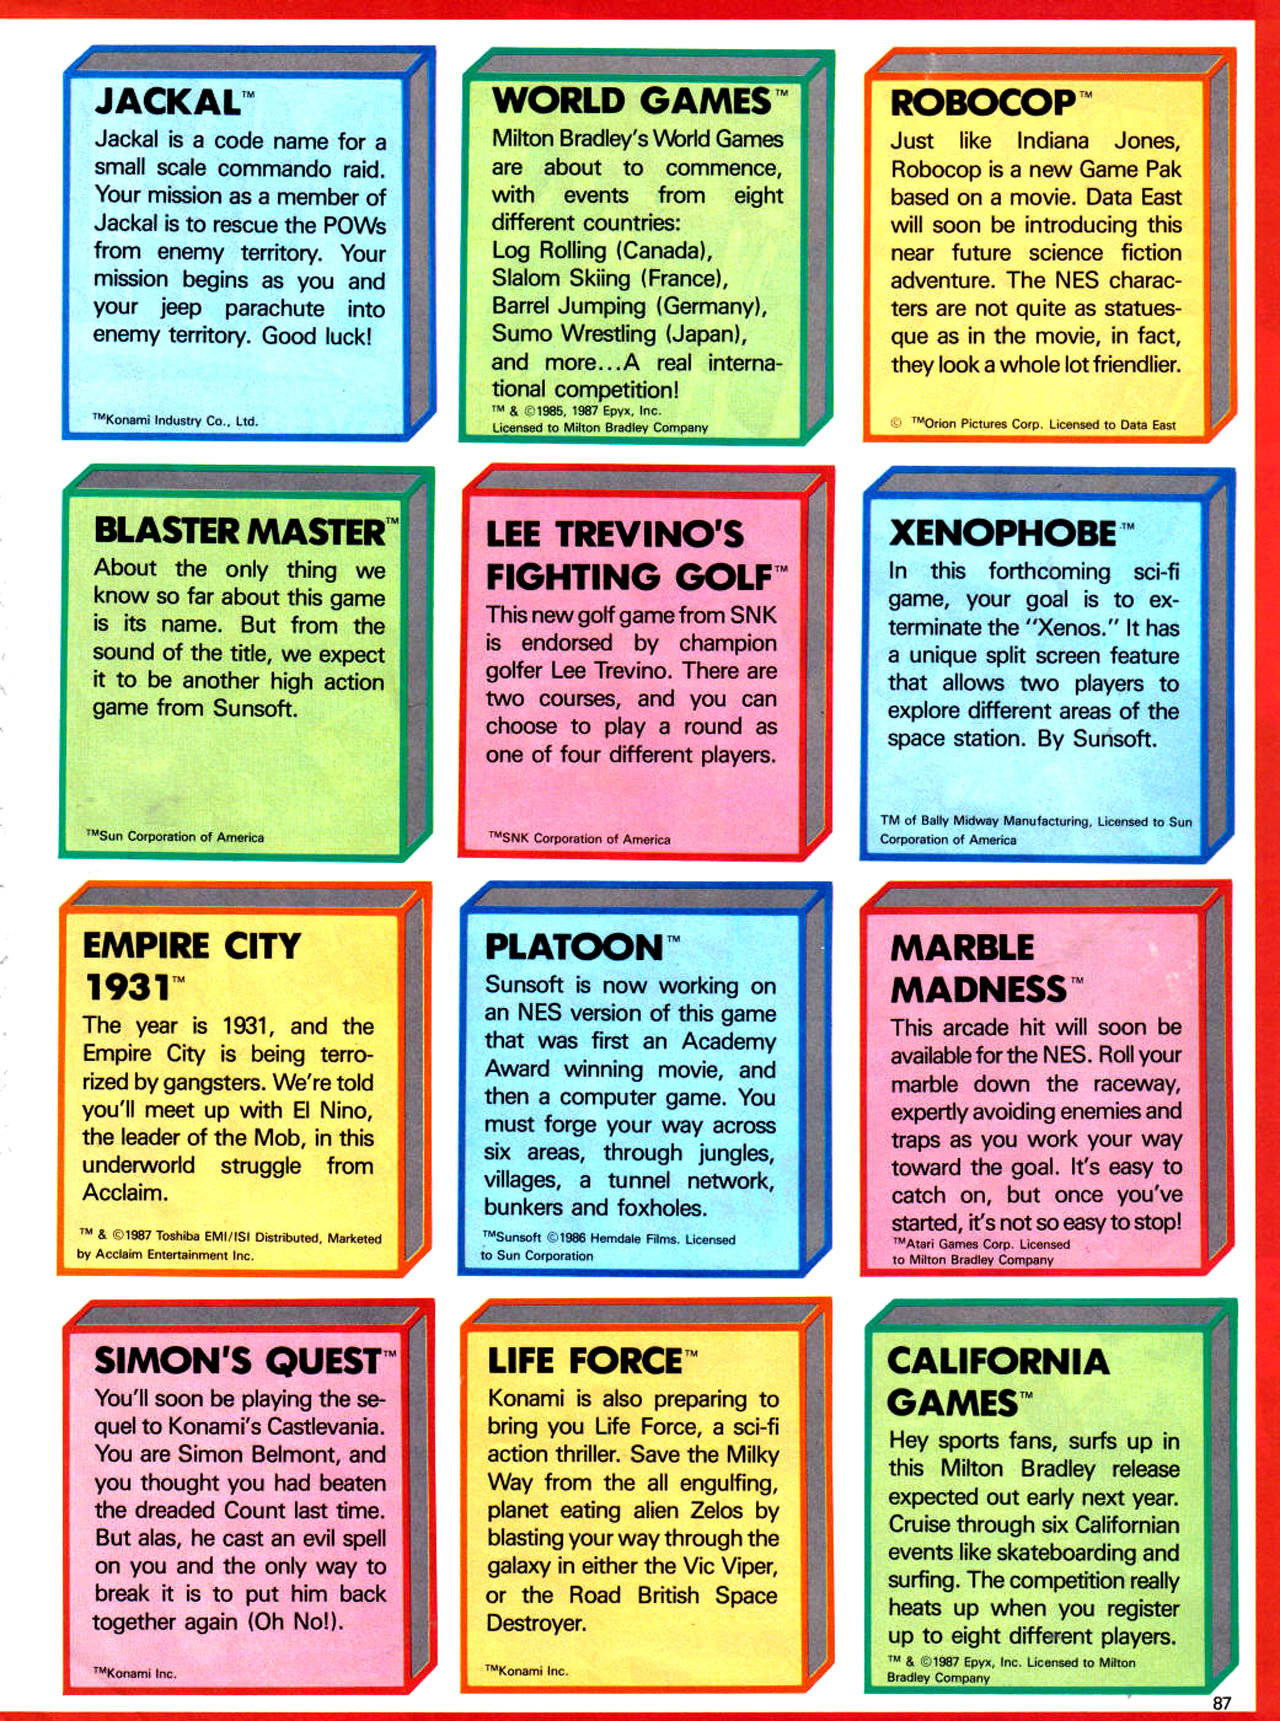 JACKAL™
Jackal is a code name for a
small scale commando raid.
Your mission as a member of
Jackal is to rescue the POWs
from enemy territory. Your
mission begins as you and
your jeep parachute into
enemy territory. Good luck!
™Konami Industry Co., Ltd.
WORLD GAMES™
Milton Bradley's World Games
are about to commence,
with events from eight
different countries:
Log Rolling (Canada),
Slalom Skiing (France),
Barrel Jumping (Germany),
Sumo Wrestling (Japan),
and more...A real interna-
tional competition!
™ & ©1985, 1987 Epyx, Inc.
Licensed to Milton Bradley Company
ROBOCOP™
Just like Indiana Jones,
Robocop is a new Game Pak
based on a movie. Data East
will soon be introducing this
near future science fiction
adventure. The NES charac-
ters are not quite as statues-
que as in the movie, in fact,
they look a whole lot friendlier.
© ™Orion Pictures Corp. Licensed to Data East
BLASTER MASTER™
About the only thing we
know so far about this game
is its name. But from the
sound of the title, we expect
it to be another high action
game from Sunsoft.
™Sun Corporation of America
LEE TREVINO'S
FIGHTING GOLF™
This new golf game from SNK
is endorsed by champion
golfer Lee Trevino. There are
two courses, and you can
choose to play a round as
one of four different players.
™SNK Corporation of America
XENOPHOBE™
In this forthcoming sci-fi
game, your goal is to ex-
terminate the "Xenos." It has
a unique split screen feature
that allows two players to
explore different areas of the
space station. By Sunsoft.
TM of Bally Midway Manufacturing, Licensed to Sun
Corporation of America
EMPIRE CITY
1931™
The year is 1931, and the
Empire City is being terro-
rized by gangsters. We're told
you'll meet up with El Nino,
the leader of the Mob, in this
underworld struggle from
Acclaim.
™ & ©1987 Toshiba EMI/ISI Distributed, Marketed
by Acclaim Entertainment Inc.
PLATOON™
Sunsoft is now working on
an NES version of this game
that was first an Academy
Award winning movie, and
then a computer game. You
must forge your way across
six areas, through jungles,
villages, a tunnel network,
bunkers and foxholes.
™Sunsoft ©1986 Hemdale Films. Licensed
to Sun Corporation
MARBLE
MADNESS™
This arcade hit will soon be
available for the NES. Roll your
marble down the raceway,
expertly avoiding enemies and
traps as you work your way
toward the goal. It's easy to
catch on, but once you've
started, it's not so easy to stop!
™Atari Games Corp. Licensed
to Milton Bradley Company
SIMON'S QUEST™
You'll soon be playing the se-
quel to Konami's Castlevania.
You are Simon Belmont, and
you thought you had beaten
the dreaded Count last time.
But alas, he cast an evil spell
on you and the only way to
break it is to put him back
together again (Oh No!).
™Konami Inc.
LIFE FORCE™
Konami is also preparing to
bring you Life Force, a sci-fi
action thriller. Save the Milky
Way from the all engulfing,
planet eating alien Zelos by
blasting your way through the
galaxy in either the Vic Viper,
or the Road British Space
Destroyer.
™Konami Inc.
CALIFORNIA
GAMES™
Hey sports fans, surfs up in
this Milton Bradley release
expected out early next year.
Cruise through six Californian
events like skateboarding and
surfing. The competition really
heats up when you register
up to eight different players.
™ & ©1987 Epyx, Inc. Licensed to Milton
Bradley Company
87